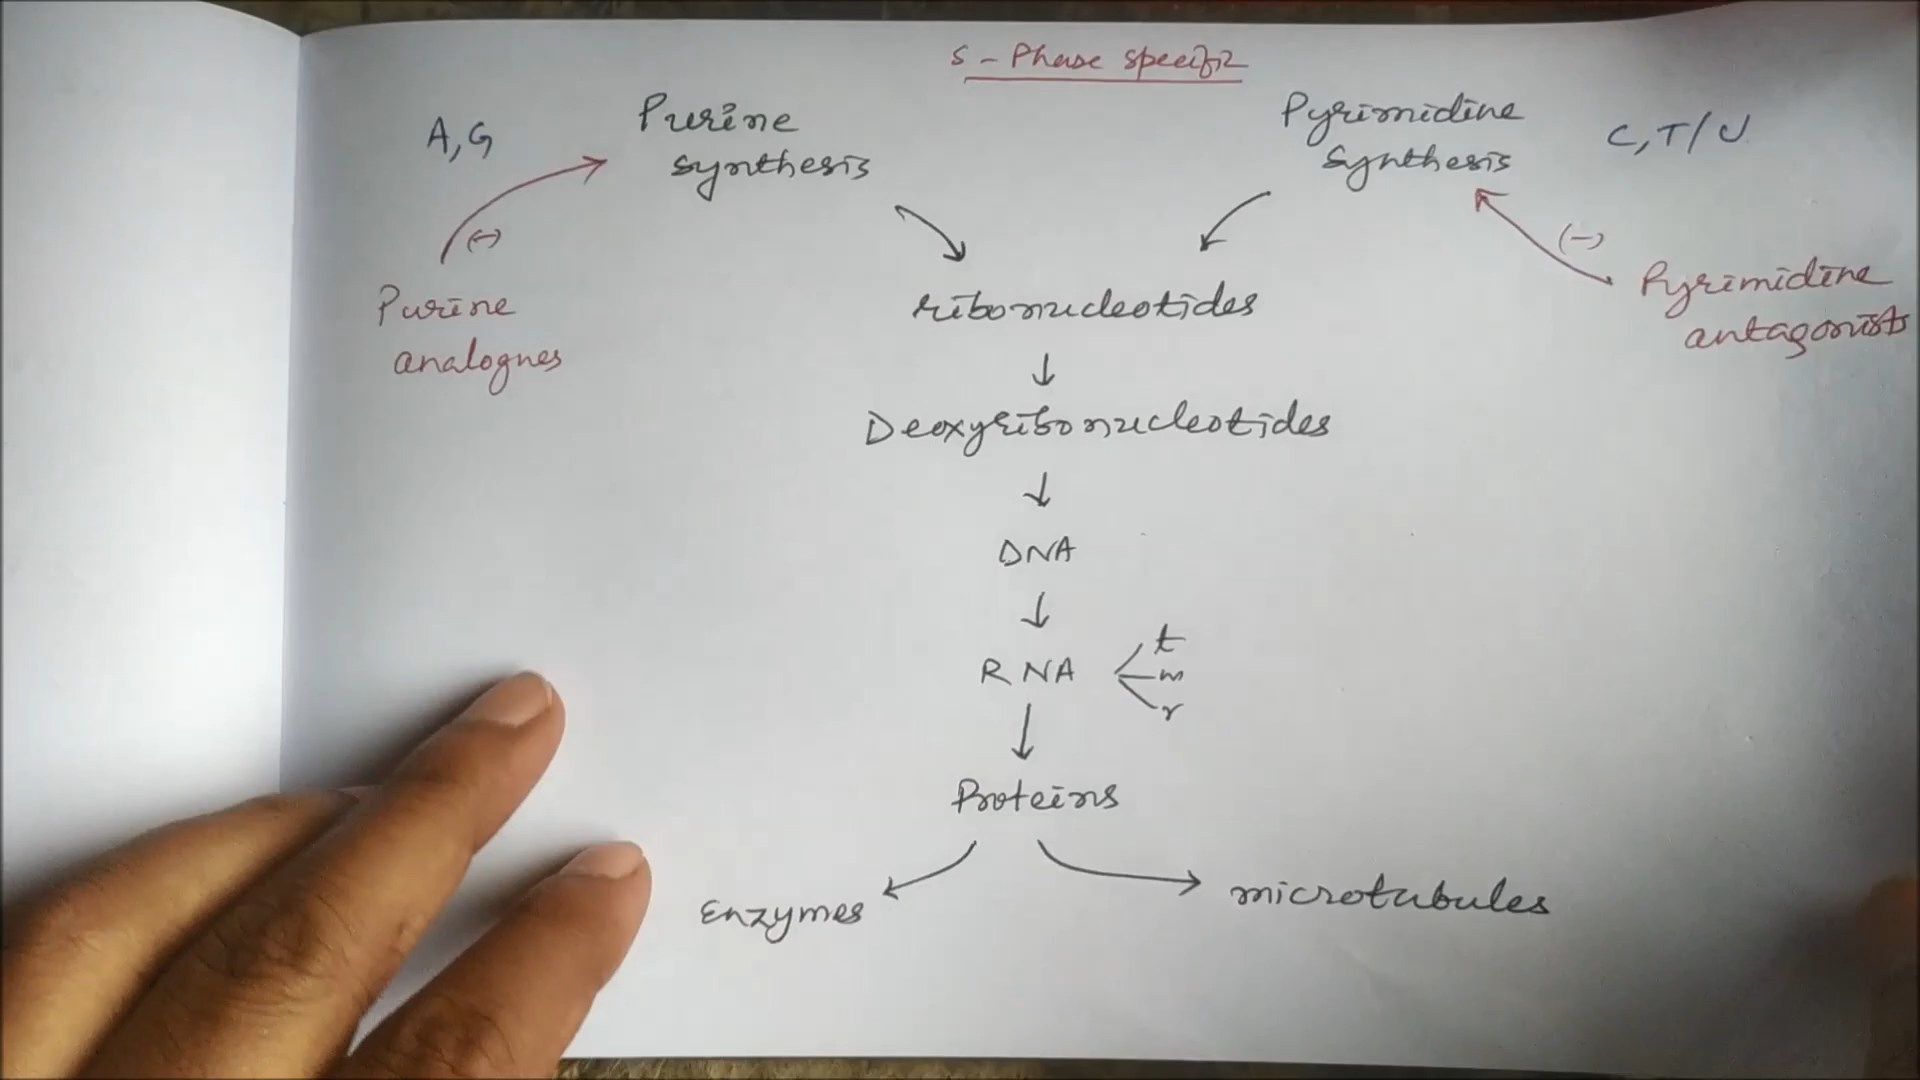 S - Phase specific
A, G
Purine
synthesis
Pyrimidine
synthesis
C, T/U
(-)
(-)
Purine
analogues
Pyrimidine
antagonists
ribonucleotides
Deoxyribonucleotides
DNA
RNA
t
m
r
Proteins
Enzymes
microtubules